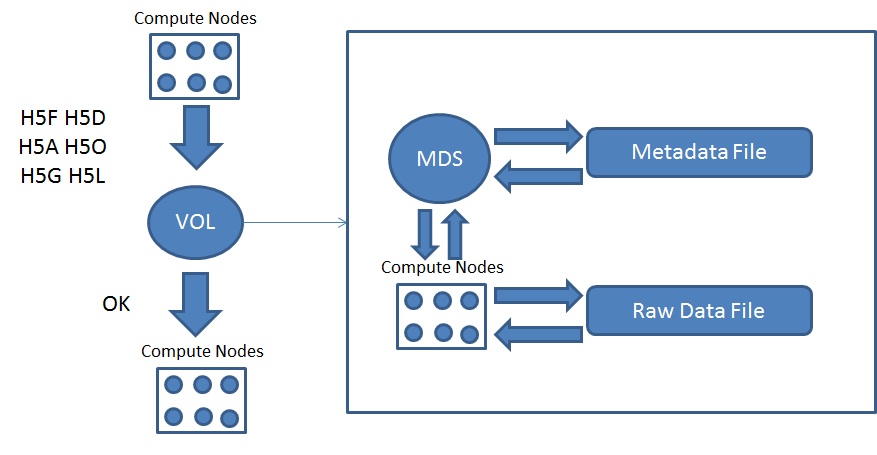 Compute Nodes
H5F H5D
H5A H5O
H5G H5L
VOL
OK
Compute Nodes
MDS
Metadata File
Compute Nodes
Raw Data File